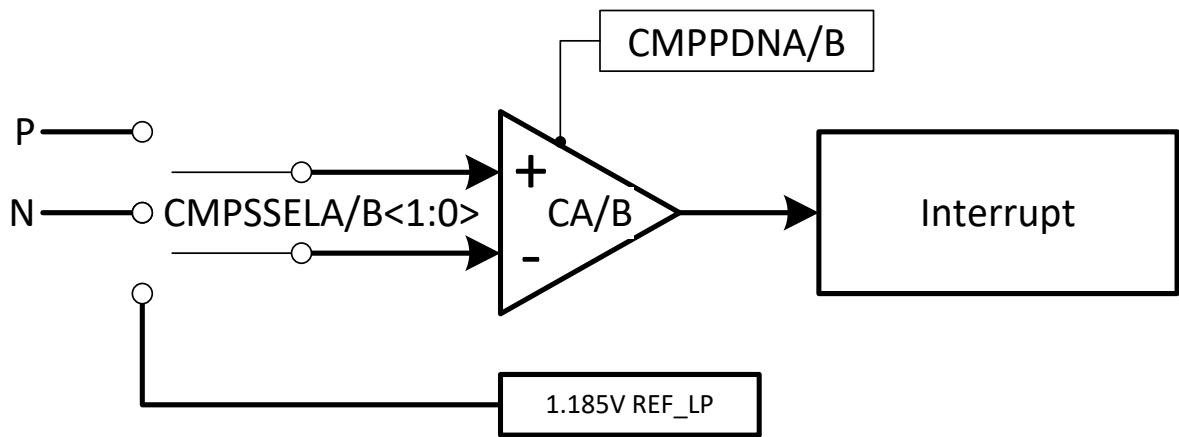 CMPPDNA/B
P
+
N
CMPSSELA/B<1:0>
CA/B
Interrupt
-
1.185V REF_LP